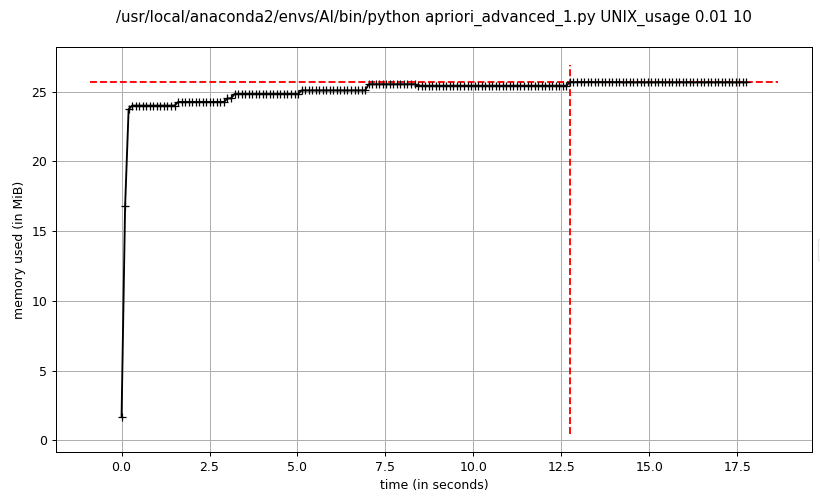 /usr/local/anaconda2/envs/AI/bin/python apriori_advanced_1.py UNIX_usage 0.01 10
memory used (in MiB)
25
20
15
10
5
0
0.0 2.5 5.0 7.5 10.0 12.5 15.0 17.5
time (in seconds)